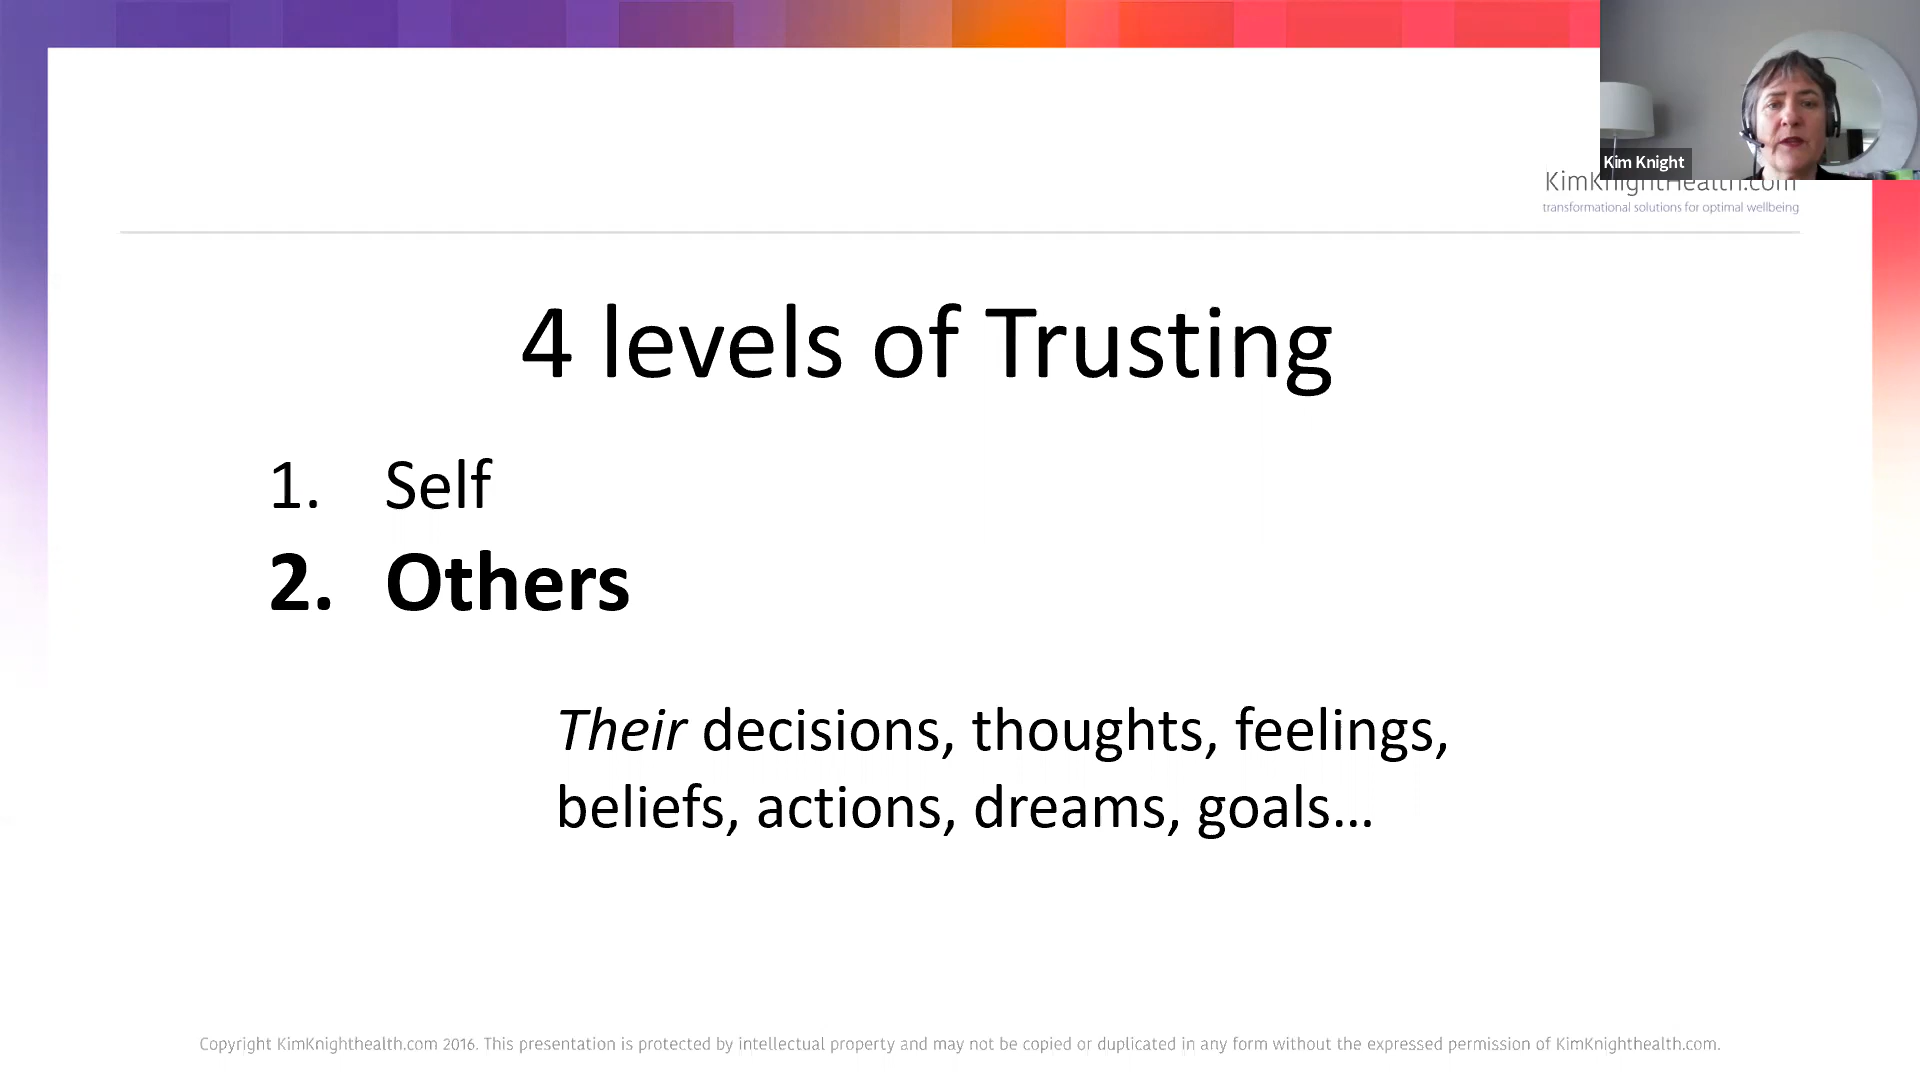 Kim Knight
KimKnightHealth.com
transformational solutions for optimal wellbeing
4 levels of Trusting
1. Self
2. Others
Their decisions, thoughts, feelings,
beliefs, actions, dreams, goals...
Copyright KimKnighthealth.com 2016. This presentation is protected by intellectual property and may not be copied or duplicated in any form without the expressed permission of KimKnighthealth.com.